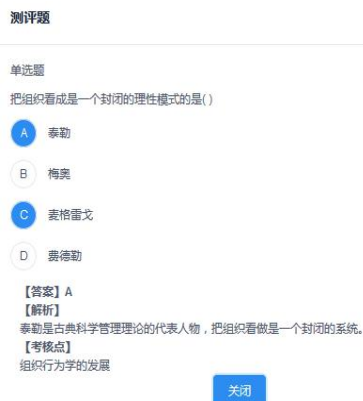 测评题
单选题
把组织看成是一个封闭的理性模式的是( )
A 泰勒
B 梅奥
C 麦格雷戈
D 费德勒
【答案】A
【解析】
泰勒是古典科学管理理论的代表人物，把组织看做是一个封闭的系统。
【考核点】
组织行为学的发展
关闭